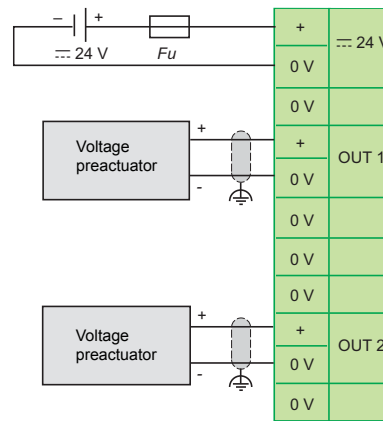 – +
⎓ 24 V
Fu
+
⎓ 24 V
0 V
0 V
Voltage
preactuator
+
-
+
OUT 1
0 V
0 V
0 V
0 V
Voltage
preactuator
+
-
+
OUT 2
0 V
0 V